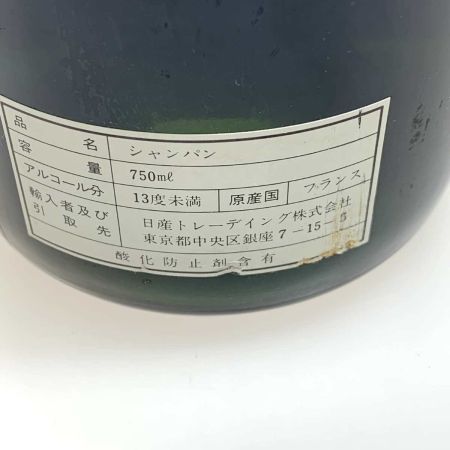 品名 シャンパン
容量 750ml
アルコール分 13度未満 原産国 フランス
輸入者及び引取先 日産トレーディング株式会社
東京都中央区銀座7-15-5
酸化防止剤含有